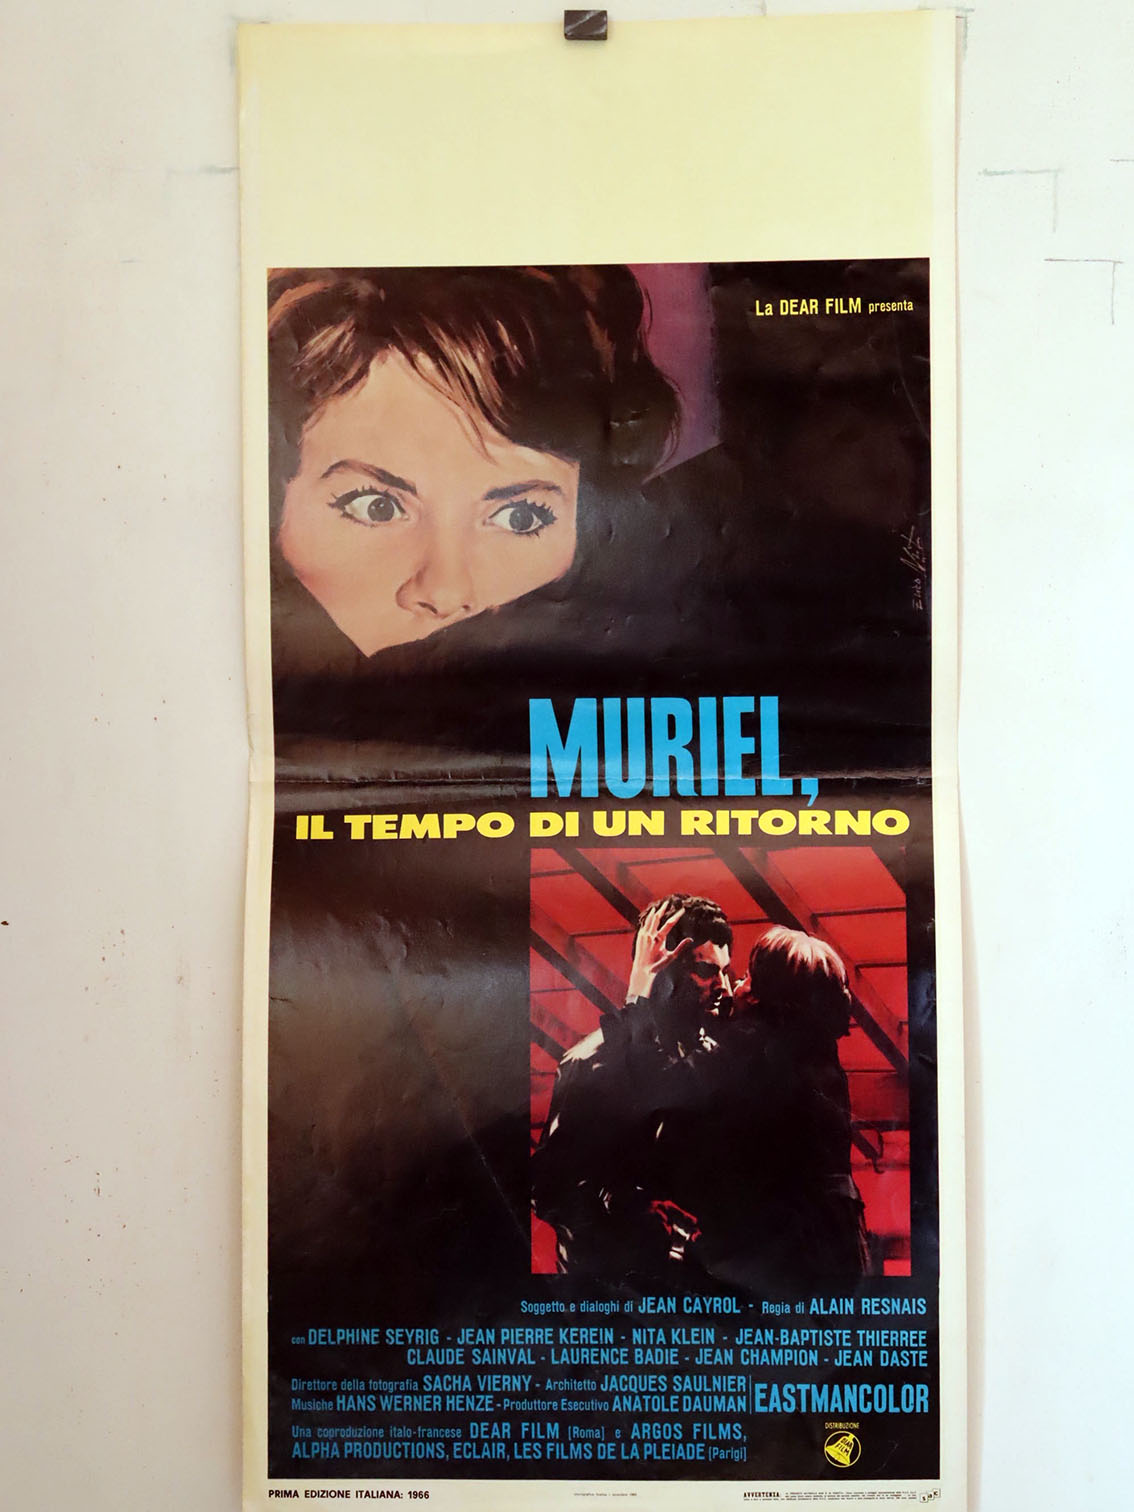 La DEAR FILM presenta
MURIEL,
IL TEMPO DI UN RITORNO
Soggetto e dialoghi di JEAN CAYROL - Regia di ALAIN RESNAIS
con DELPHINE SEYRIG - JEAN PIERRE KEREIN - NITA KLEIN - JEAN-BAPTISTE THIERREE
CLAUDE SAINVAL - LAURENCE BADIE - JEAN CHAMPION - JEAN DASTE
Direttore della fotografia SACHA VIERNY - Architetto JACQUES SAULNIER
Musiche HANS WERNER HENZE - Produttore Esecutivo ANATOLE DAUMAN
EASTMANCOLOR
Una coproduzione italo-francese DEAR FILM (Roma) e ARGOS FILMS,
ALPHA PRODUCTIONS, ECLAIR, LES FILMS DE LA PLEIADE (Parigi)
DISTRIBUZIONE
DEAR FILM
PRIMA EDIZIONE ITALIANA: 1966
AVVERTENZA: